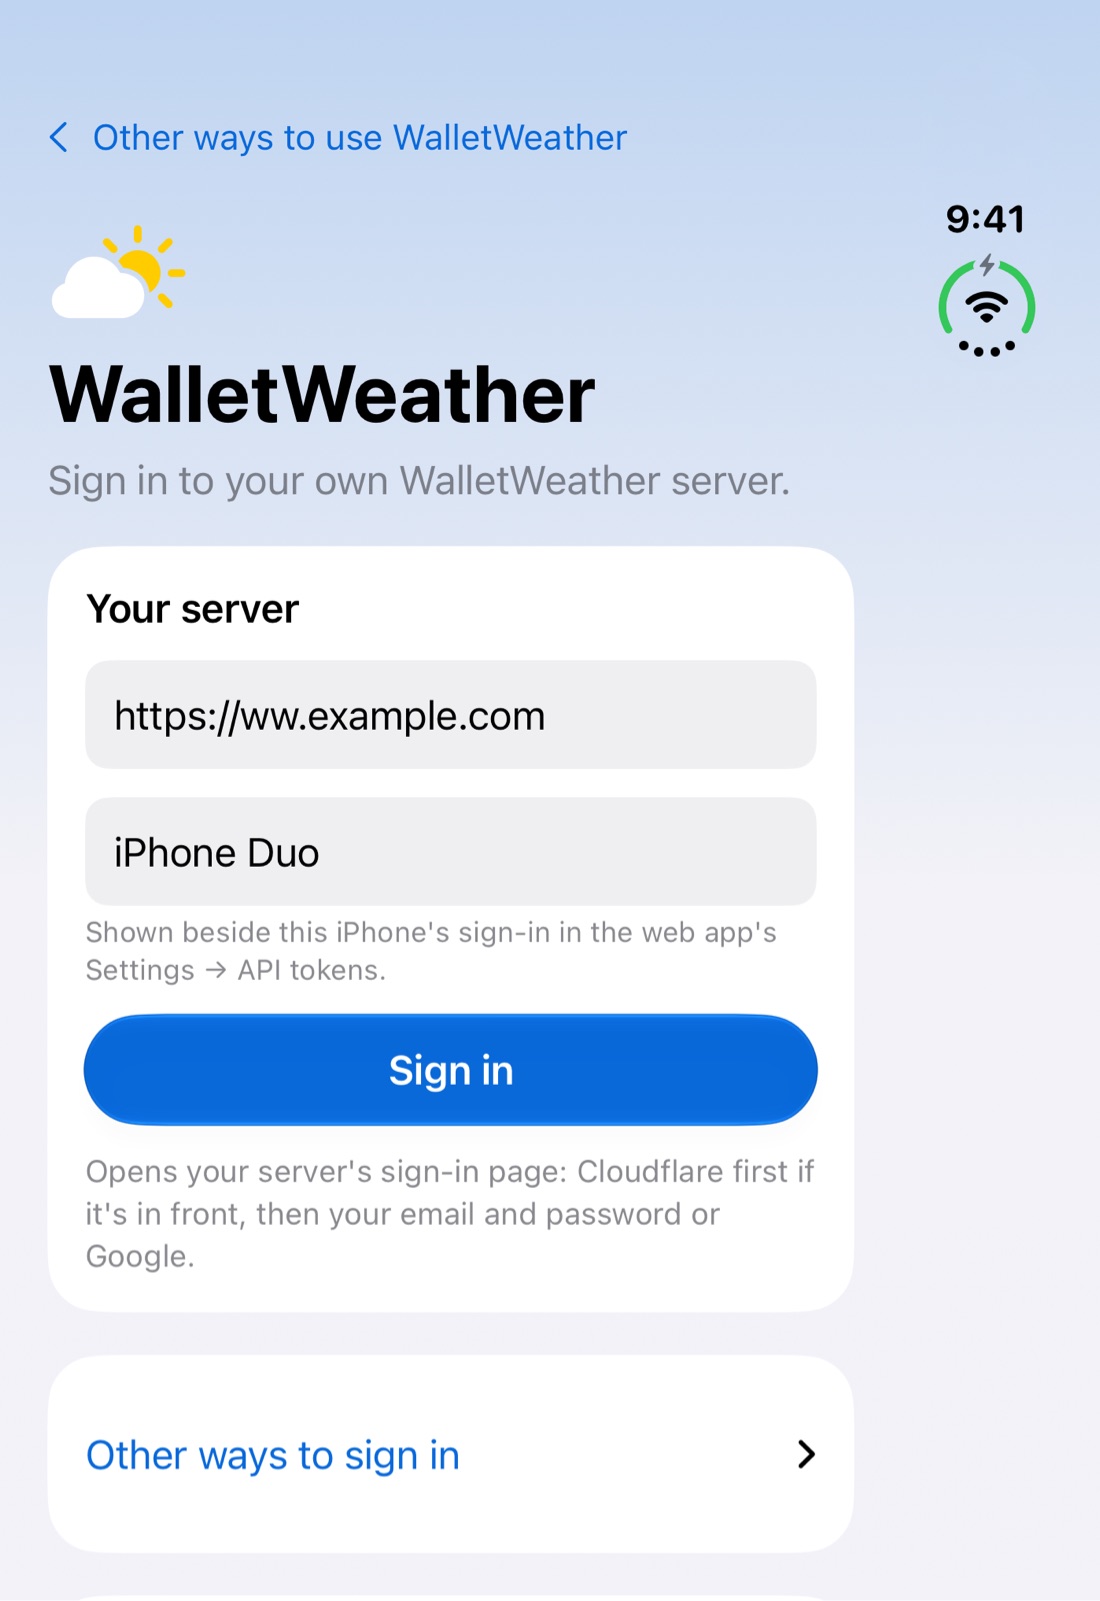 Other ways to use WalletWeather
9:41
WalletWeather
Sign in to your own WalletWeather server.
Your server
https://ww.example.com
iPhone Duo
Shown beside this iPhone's sign-in in the web app's
Settings → API tokens.
Sign in
Opens your server's sign-in page: Cloudflare first if
it's in front, then your email and password or
Google.
Other ways to sign in